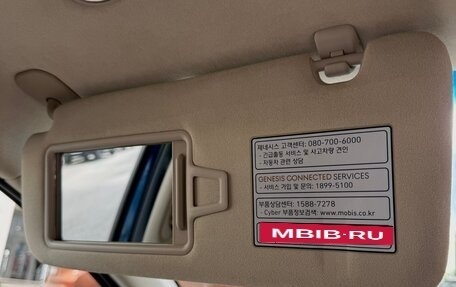 제네시스 고객센터: 080-700-6000
- 긴급출동 서비스 및 사고차량 견인
- 자동차 관련 상담
GENESIS CONNECTED SERVICES
- 서비스 가입 및 문의: 1899-5100
부품상담센터: 1588-7278
- Cyber 부품정보검색: www.mobis.co.kr
MBIB-RU